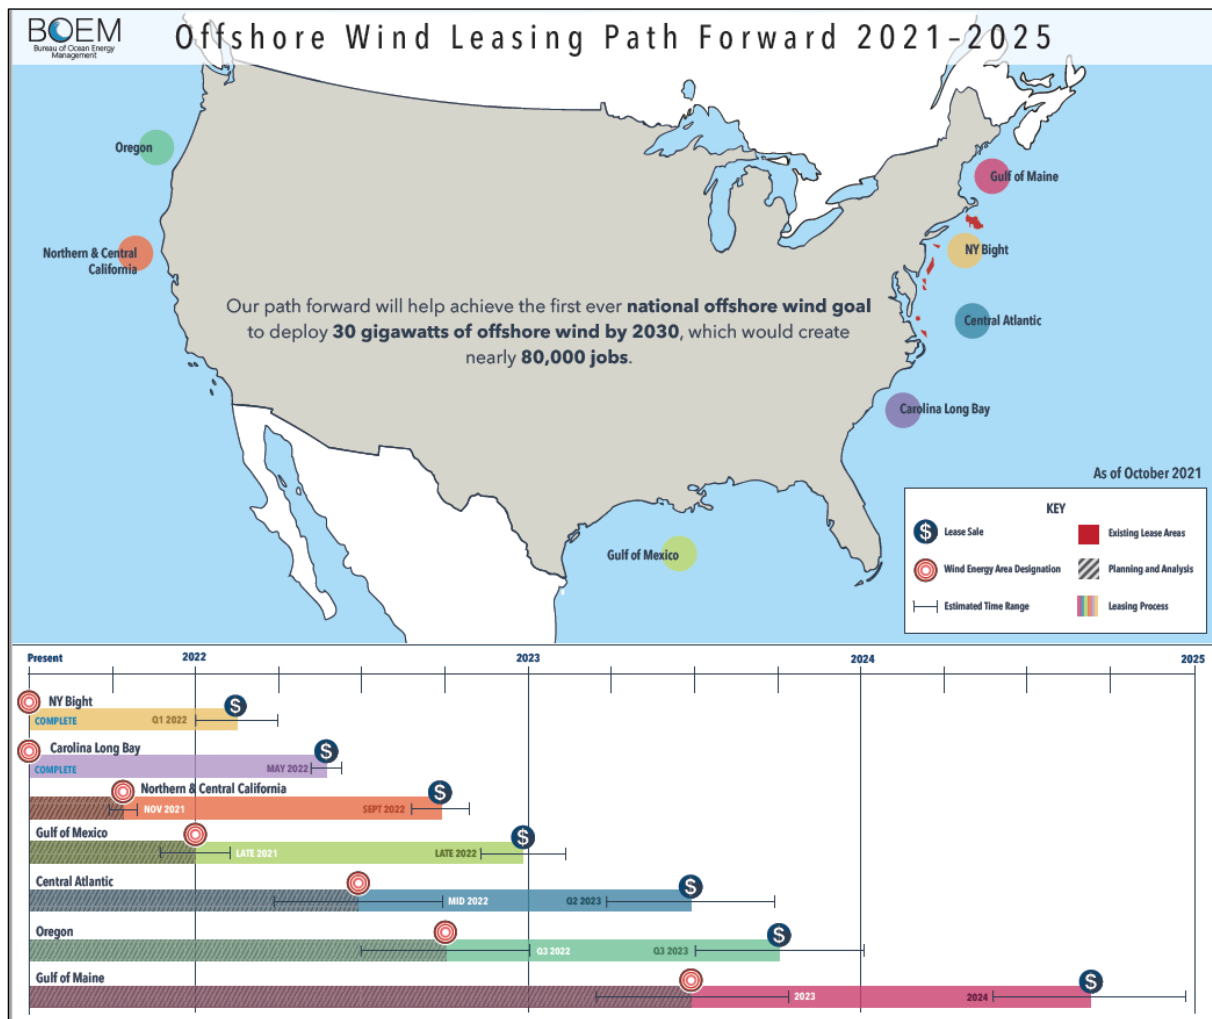 BOEM
Bureau of Ocean Energy
Management
Offshore Wind Leasing Path Forward 2021-2025
Oregon
Gulf of Maine
Northern & Central
California
NY Bight
Our path forward will help achieve the first ever national offshore wind goal
to deploy 30 gigawatts of offshore wind by 2030, which would create
nearly 80,000 jobs.
Central Atlantic
Carolina Long Bay
Gulf of Mexico
As of October 2021
KEY
$ Lease Sale
Existing Lease Areas
Wind Energy Area Designation
Planning and Analysis
Estimated Time Range
Leasing Process
Present 2022 2023 2024 2025
NY Bight $
COMPLETE Q1 2022
Carolina Long Bay $
COMPLETE MAY 2022
Northern & Central California $
NOV 2021 SEPT 2022
Gulf of Mexico $
LATE 2021 LATE 2022
Central Atlantic $
MID 2022 Q2 2023
Oregon $
Q3 2022 Q3 2023
Gulf of Maine $
2023 2024